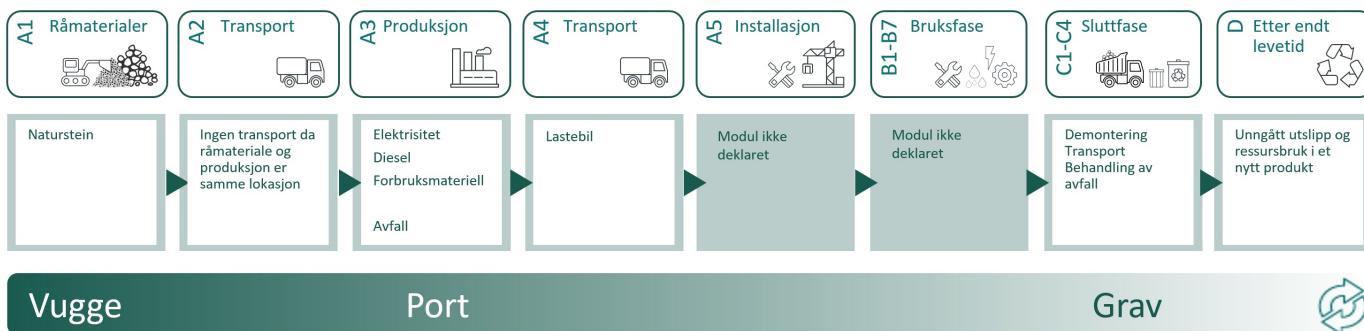 A1 Råmaterialer
A2 Transport
A3 Produksjon
A4 Transport
A5 Installasjon
B1-B7 Bruksfase
C1-C4 Sluttfase
D Etter endt
levetid
Naturstein
Ingen transport da
råmateriale og
produksjon er
samme lokasjon
Elektrisitet
Diesel
Forbruksmateriell
Avfall
Lastebil
Modul ikke
deklaret
Modul ikke
deklaret
Demontering
Transport
Behandling av
avfall
Unngått utslipp og
ressursbruk i et
nytt produkt
Vugge
Port
Grav